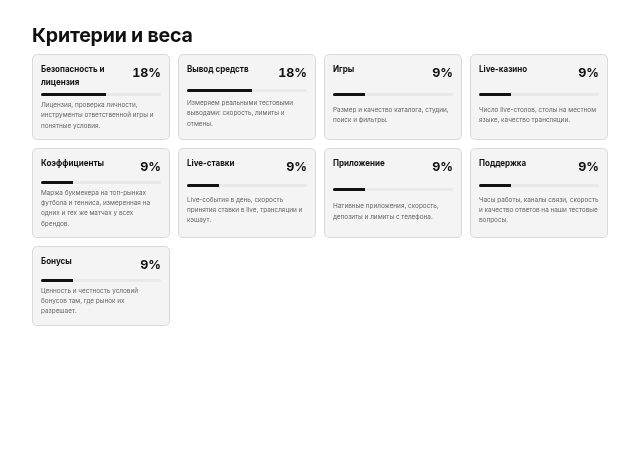 Критерии и веса
Безопасность и
лицензия
18%
Лицензия, проверка личности,
инструменты ответственной игры и
понятные условия.
Вывод средств
18%
Измеряем реальными тестовыми
выводами: скорость, лимиты и
отмены.
Игры
9%
Размер и качество каталога, студии,
поиск и фильтры.
Live-казино
9%
Число live-столов, столы на местном
языке, качество трансляции.
Коэффициенты
9%
Маржа букмекера на топ-рынках
футбола и тенниса, измеренная на
одних и тех же матчах у всех
брендов.
Live-ставки
9%
Live-события в день, скорость
принятия ставки в live, трансляции и
кэшаут.
Приложение
9%
Нативные приложения, скорость,
депозиты и лимиты с телефона.
Поддержка
9%
Часы работы, каналы связи, скорость
и качество ответов на наши тестовые
вопросы.
Бонусы
9%
Ценность и честность условий
бонусов там, где рынок их
разрешает.